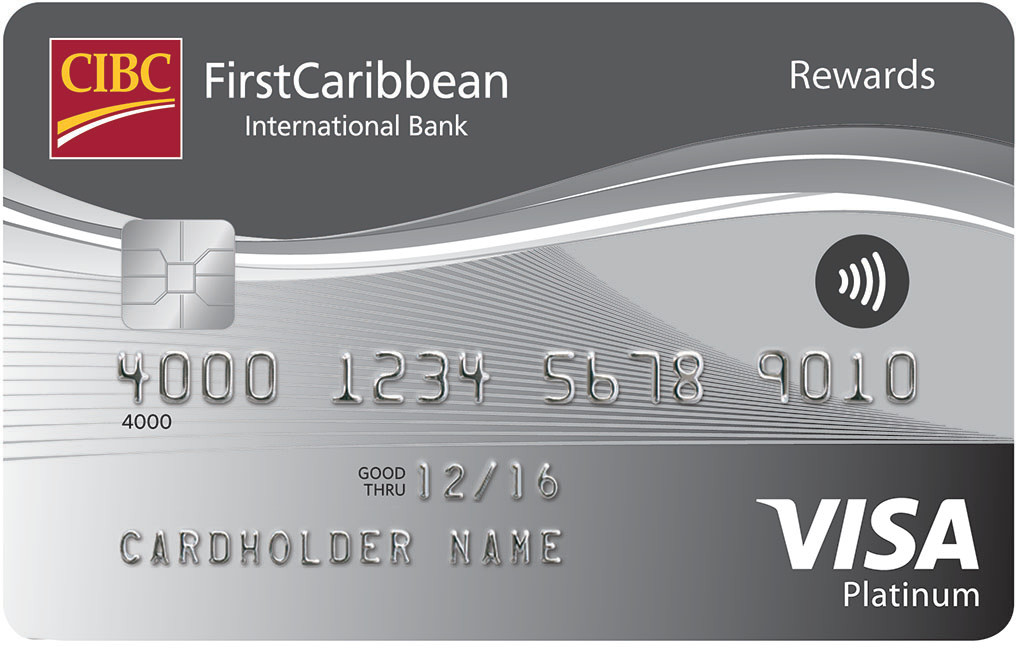 CIBC
FirstCaribbean
International Bank
Rewards
4000 1234 5678 9010
4000
GOOD
THRU
12/16
CARDHOLDER NAME
VISA
Platinum